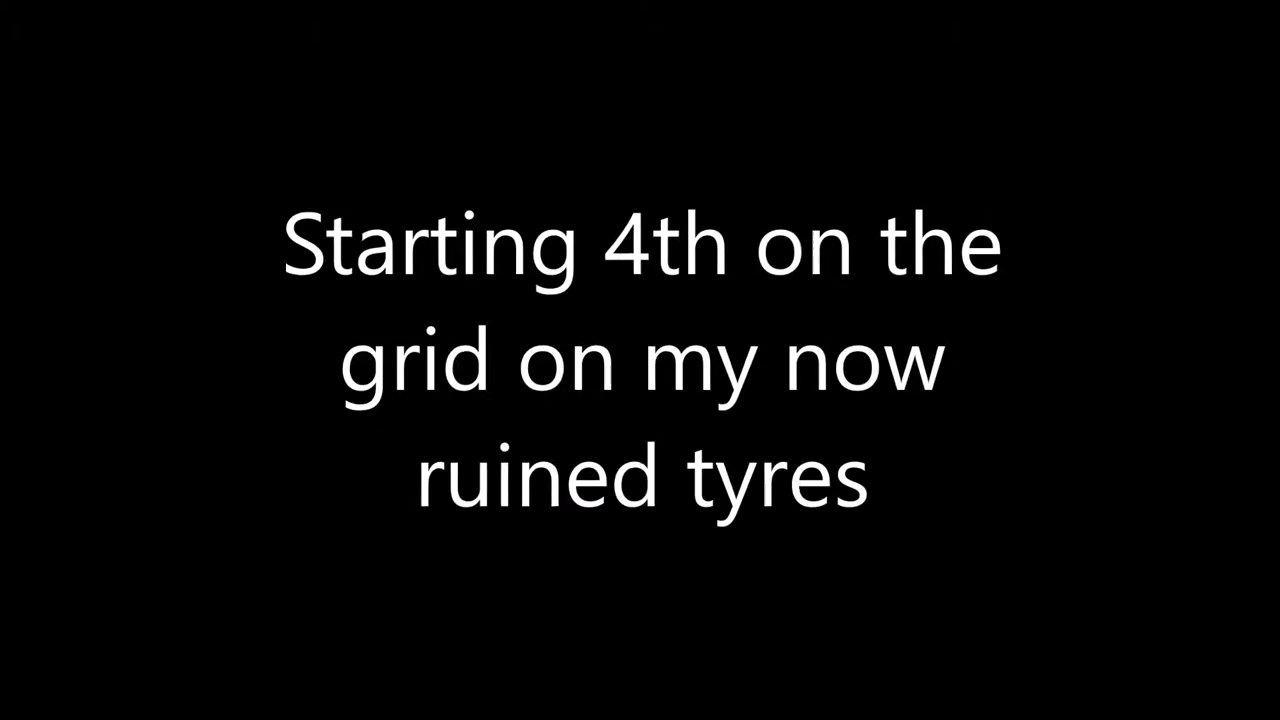 Starting 4th on the
grid on my now
ruined tyres